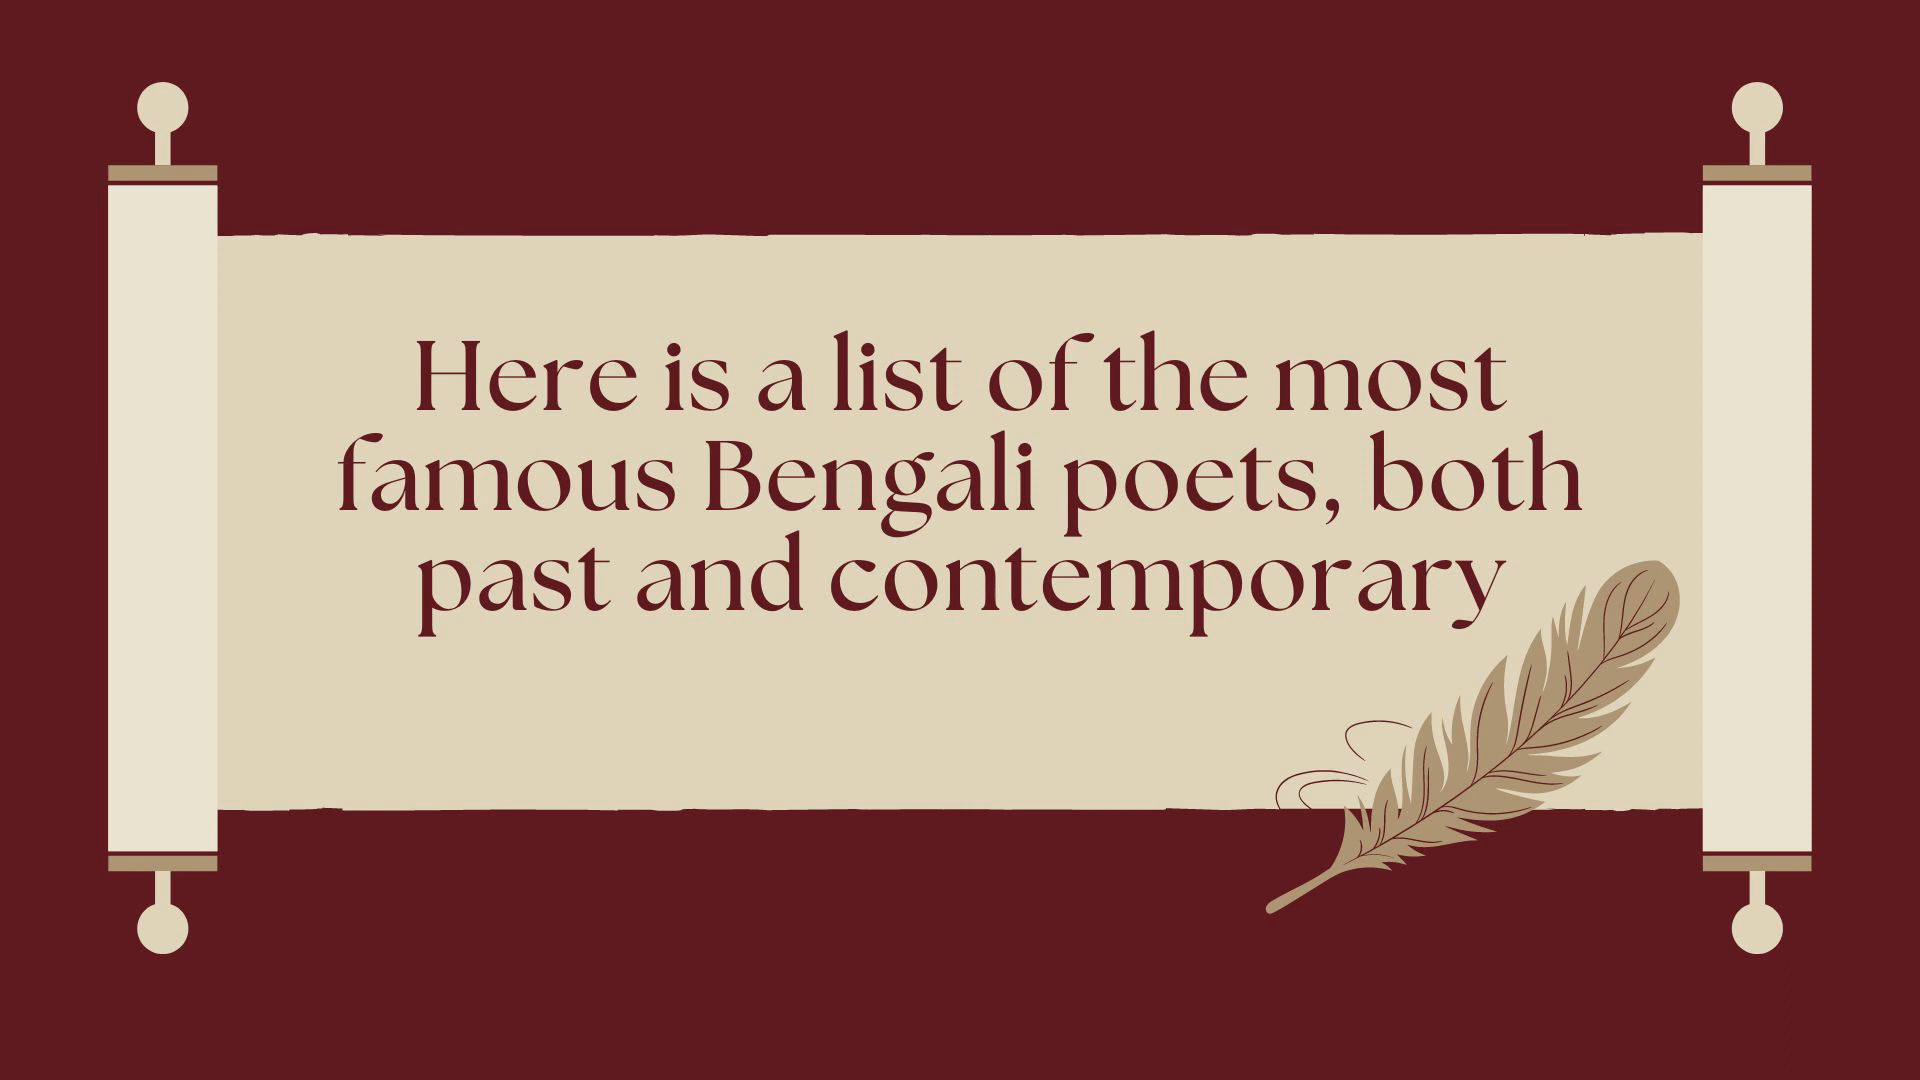 Here is a list of the most
famous Bengali poets, both
past and contemporary